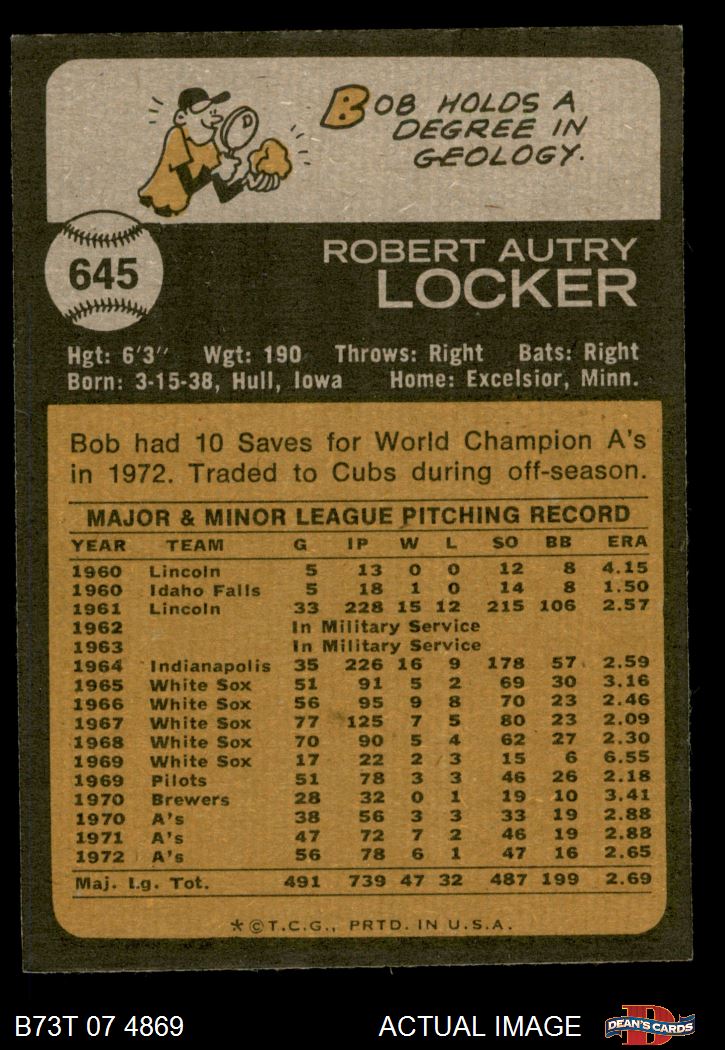 BOB HOLDS A
DEGREE IN
GEOLOGY.
645
ROBERT AUTRY
LOCKER
Hgt: 6'3" Wgt: 190 Throws: Right Bats: Right
Born: 3-15-38, Hull, Iowa Home: Excelsior, Minn.
Bob had 10 Saves for World Champion A's
in 1972. Traded to Cubs during off-season.
MAJOR & MINOR LEAGUE PITCHING RECORD
YEAR TEAM G IP W L SO BB ERA
1960 Lincoln 5 13 0 0 12 8 4.15
1960 Idaho Falls 5 18 1 0 14 8 1.50
1961 Lincoln 33 228 15 12 215 106 2.57
1962 In Military Service
1963 In Military Service
1964 Indianapolis 35 226 16 9 178 57 2.59
1965 White Sox 51 91 5 2 69 30 3.16
1966 White Sox 56 95 9 8 70 23 2.46
1967 White Sox 77 125 7 5 80 23 2.09
1968 White Sox 70 90 5 4 62 27 2.30
1969 White Sox 17 22 2 3 15 6 6.55
1969 Pilots 51 78 3 3 46 26 2.18
1970 Brewers 28 32 0 1 19 10 3.41
1970 A's 38 56 3 3 33 19 2.88
1971 A's 47 72 7 2 46 19 2.88
1972 A's 56 78 6 1 47 16 2.65
Maj. Lg. Tot. 491 739 47 32 487 199 2.69
*©T.C.G., PRTD. IN U.S.A.
B73T 07 4869 ACTUAL IMAGE D DEAN'S CARDS